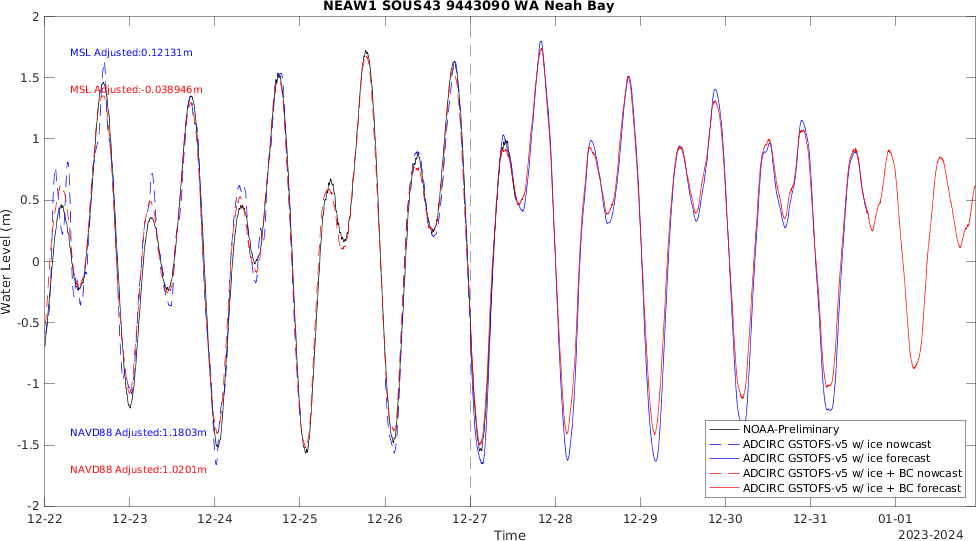 NEAW1 SOUS43 9443090 WA Neah Bay
MSL Adjusted:0.12131m
MSL Adjusted:-0.038946m
NAVD88 Adjusted:1.1803m
NAVD88 Adjusted:1.0201m
Water Level (m)
2
1.5
1
0.5
0
-0.5
-1
-1.5
-2
NOAA-Preliminary
ADCIRC GSTOFS-v5 w/ ice nowcast
ADCIRC GSTOFS-v5 w/ ice forecast
ADCIRC GSTOFS-v5 w/ ice + BC nowcast
ADCIRC GSTOFS-v5 w/ ice + BC forecast
12-22 12-23 12-24 12-25 12-26 12-27 12-28 12-29 12-30 12-31 01-01
Time
2023-2024